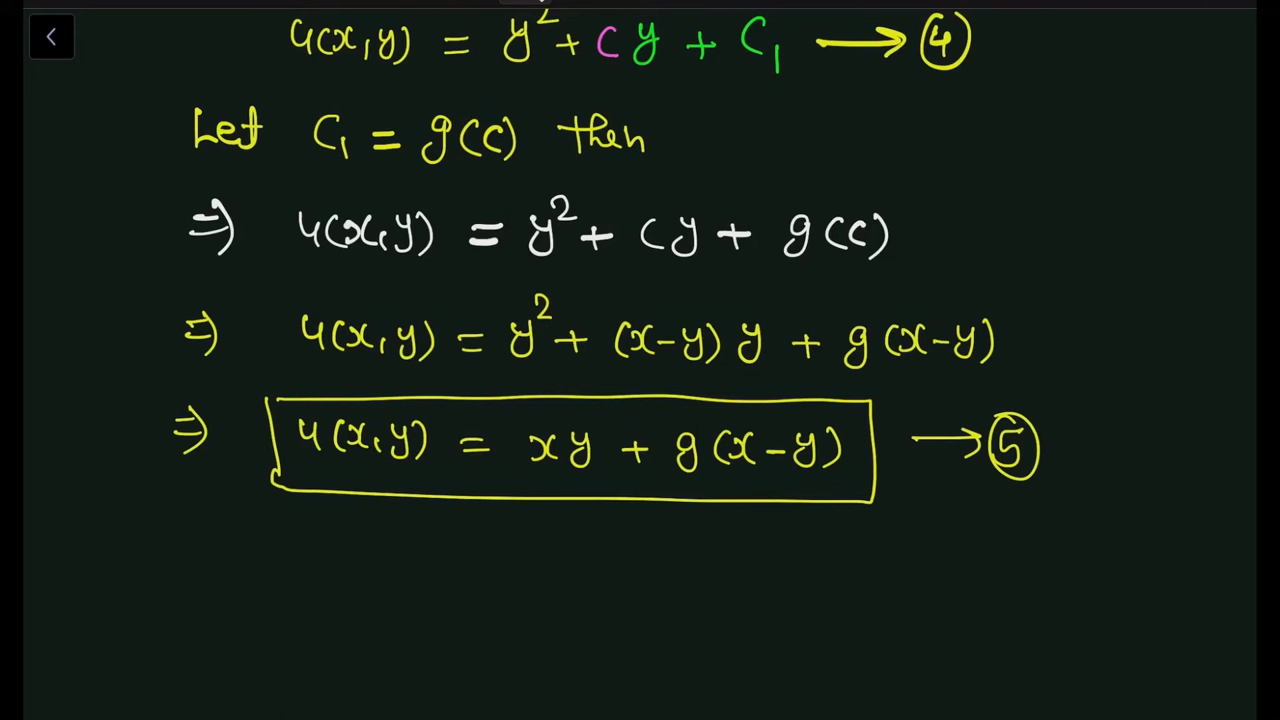 u(x,y) = y² + Cy + C₁ → ④
Let C₁ = g(c) then
⇒ u(x,y) = y² + cy + g(c)
⇒ u(x,y) = y² + (x-y) y + g(x-y)
⇒ u(x,y) = xy + g(x-y) → ⑤